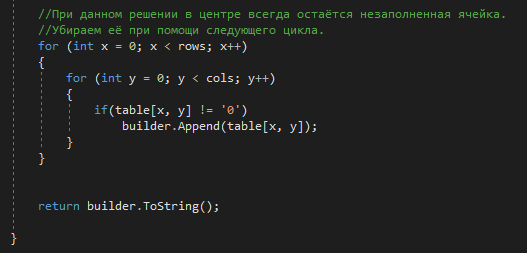 //При данном решении в центре всегда остаётся незаполненная ячейка.
//Убираем её при помощи следующего цикла.
for (int x = 0; x < rows; x++)
{
for (int y = 0; y < cols; y++)
{
if(table[x, y] != '0')
builder.Append(table[x, y]);
}
}
return builder.ToString();
}